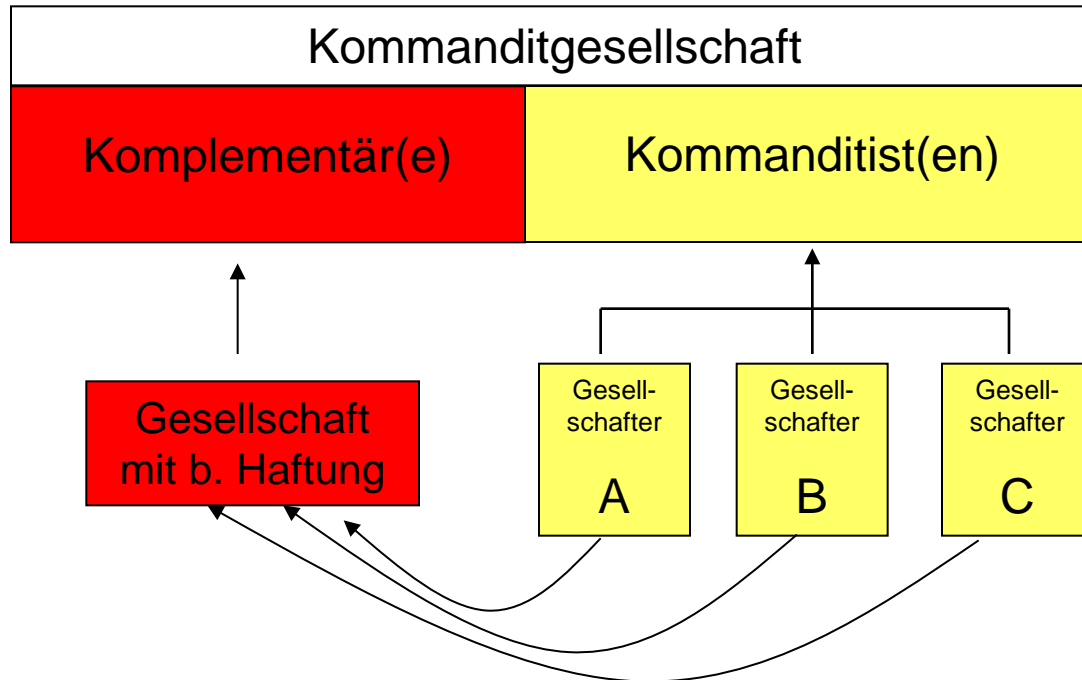 Kommanditgesellschaft
Komplementär(e)
Kommanditist(en)
Gesellschaft
mit b. Haftung
Gesell-
schafter
A
Gesell-
schafter
B
Gesell-
schafter
C